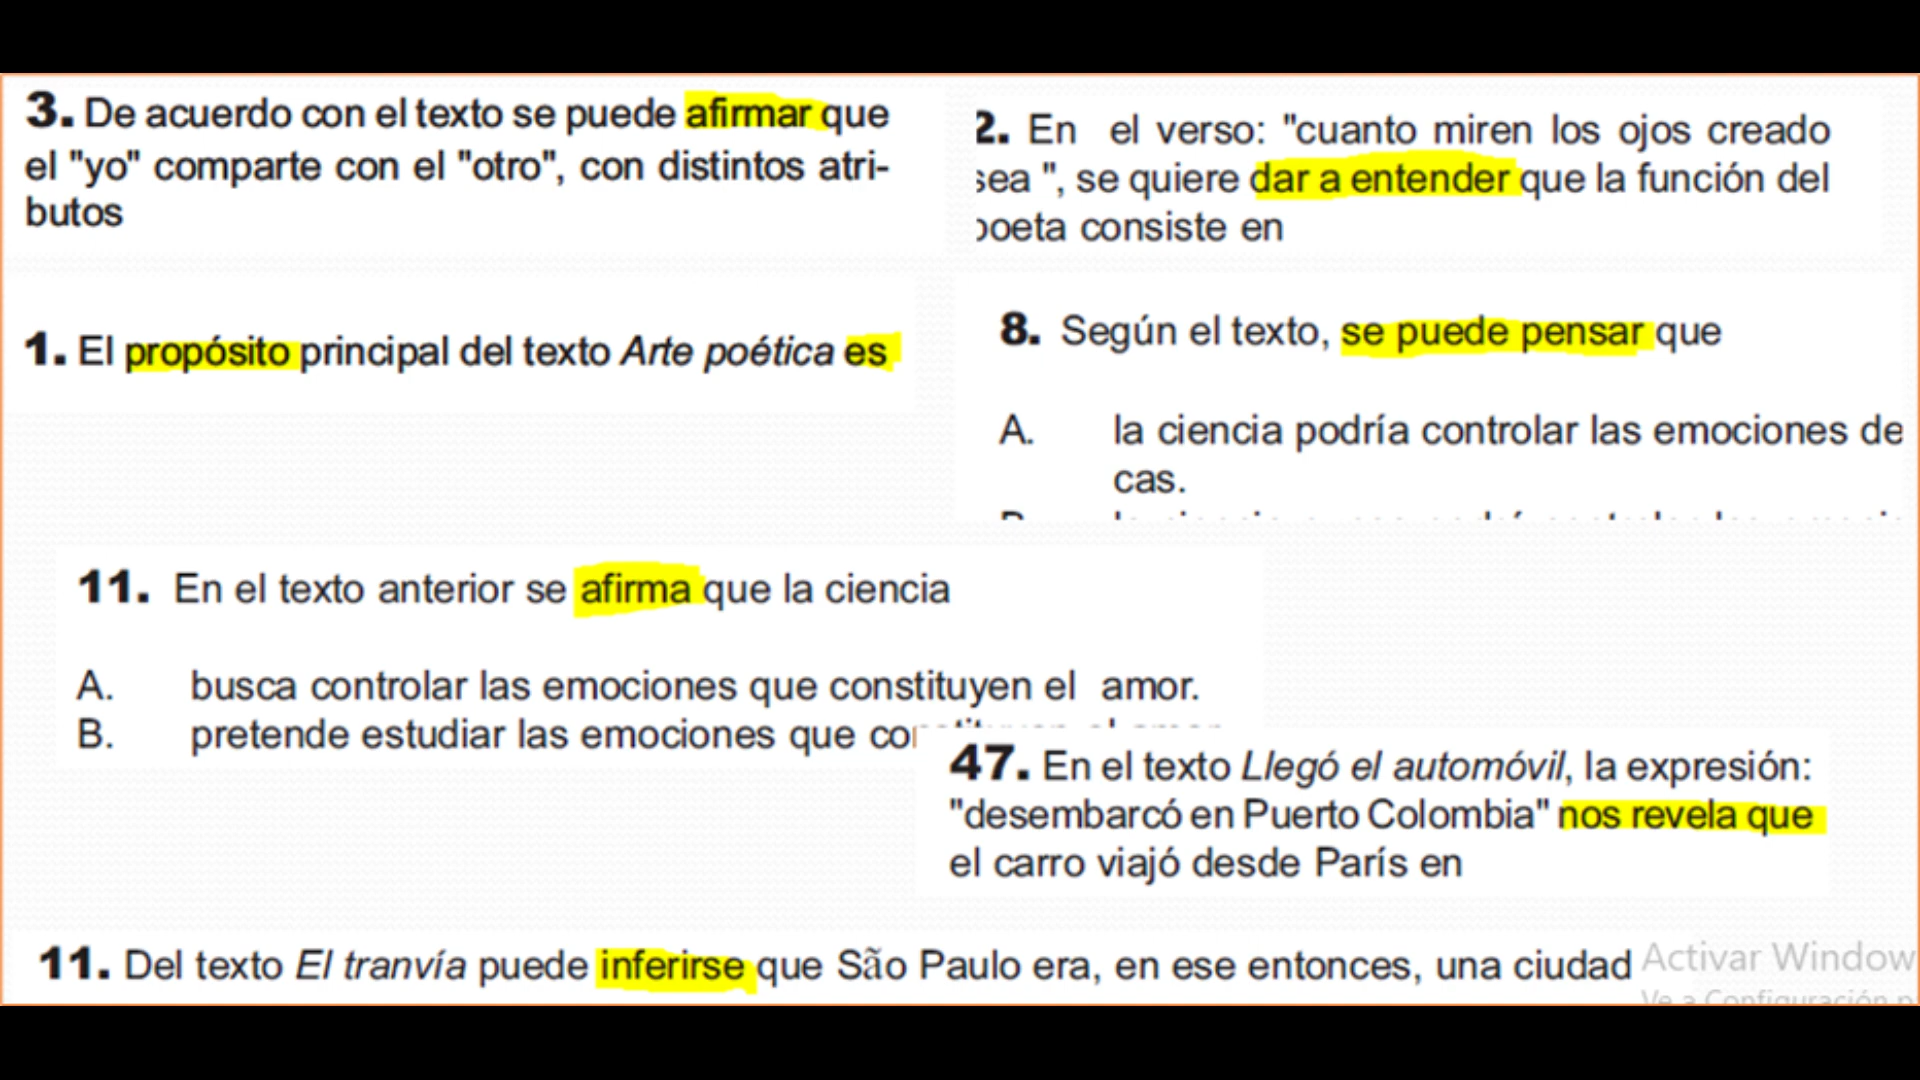 3. De acuerdo con el texto se puede afirmar que
el "yo" comparte con el "otro", con distintos atri-
butos
2. En el verso: "cuanto miren los ojos creado
sea ", se quiere dar a entender que la función del
poeta consiste en
1. El propósito principal del texto Arte poética es
8. Según el texto, se puede pensar que
A. la ciencia podría controlar las emociones de
cas.
11. En el texto anterior se afirma que la ciencia
A. busca controlar las emociones que constituyen el amor.
B. pretende estudiar las emociones que
47. En el texto Llegó el automóvil, la expresión:
"desembarcó en Puerto Colombia" nos revela que
el carro viajó desde París en
11. Del texto El tranvía puede inferirse que São Paulo era, en ese entonces, una ciudad
Activar Window
Ve a Configuración p